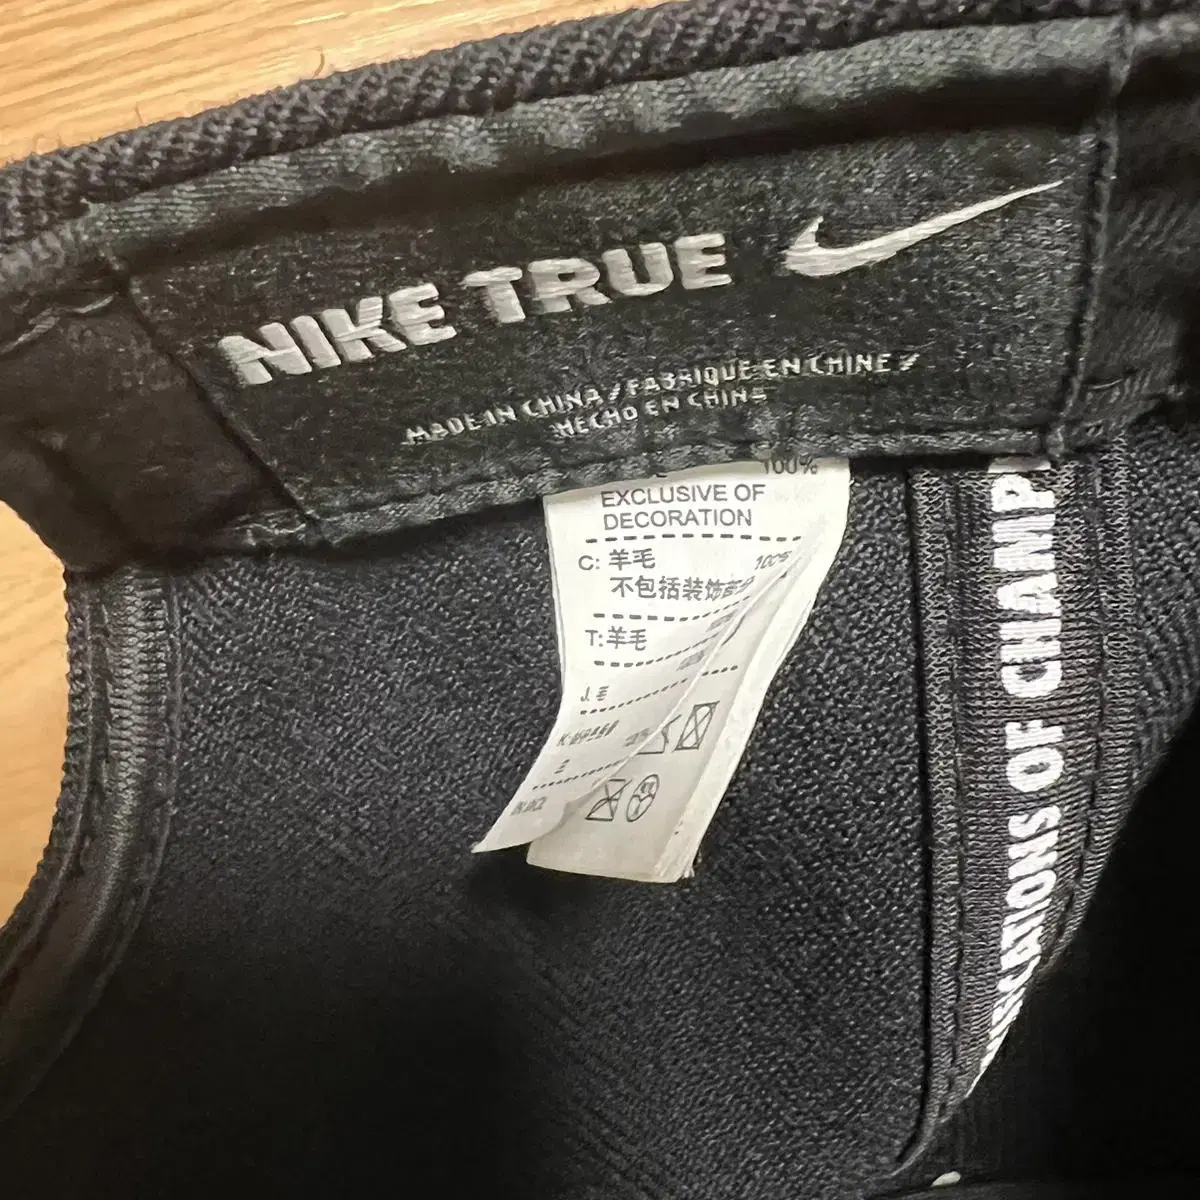 NIKE TRUE
MADE IN CHINA / FABRIQUE EN CHINE /
HECHO EN CHINA
100%
EXCLUSIVE OF
DECORATION
C: 羊毛 100%
不包括装饰部分
T:羊毛
J:毛
OF CHAMP